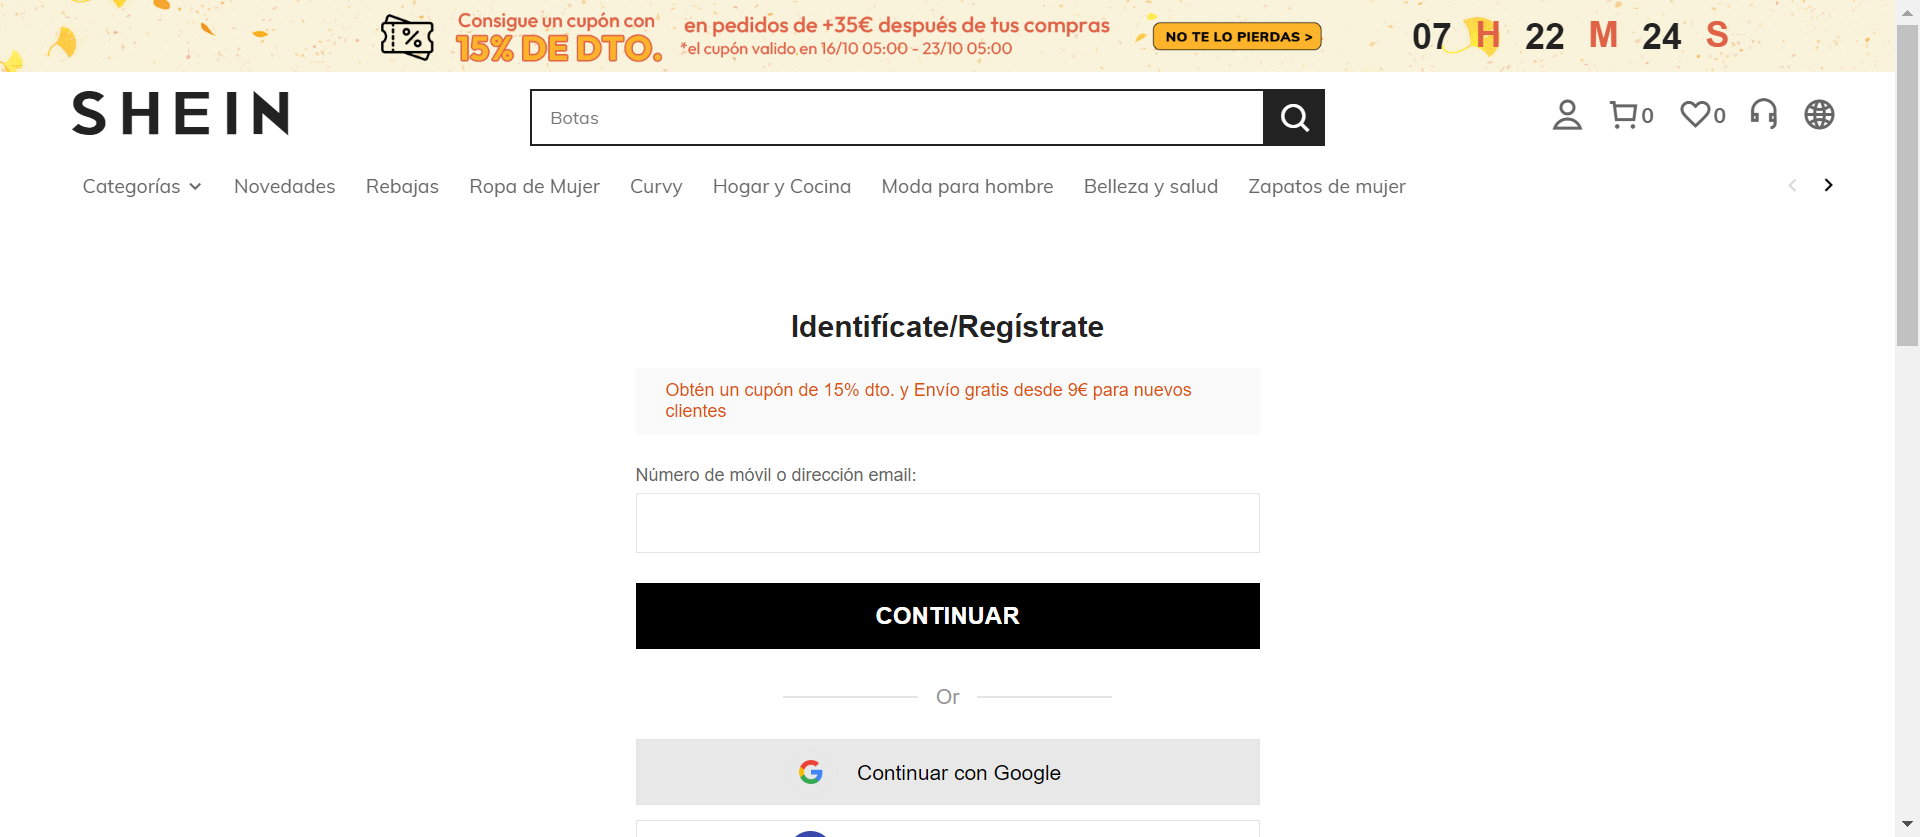 Consigue un cupón con
15% DE DTO.
en pedidos de +35€ después de tus compras
*el cupón valido en 16/10 05:00 - 23/10 05:00
NO TE LO PIERDAS >
07 H 22 M 24 S
SHEIN
Botas
0
0
Categorías
Novedades
Rebajas
Ropa de Mujer
Curvy
Hogar y Cocina
Moda para hombre
Belleza y salud
Zapatos de mujer
Identifícate/Regístrate
Obtén un cupón de 15% dto. y Envío gratis desde 9€ para nuevos
clientes
Número de móvil o dirección email:
CONTINUAR
Or
Continuar con Google